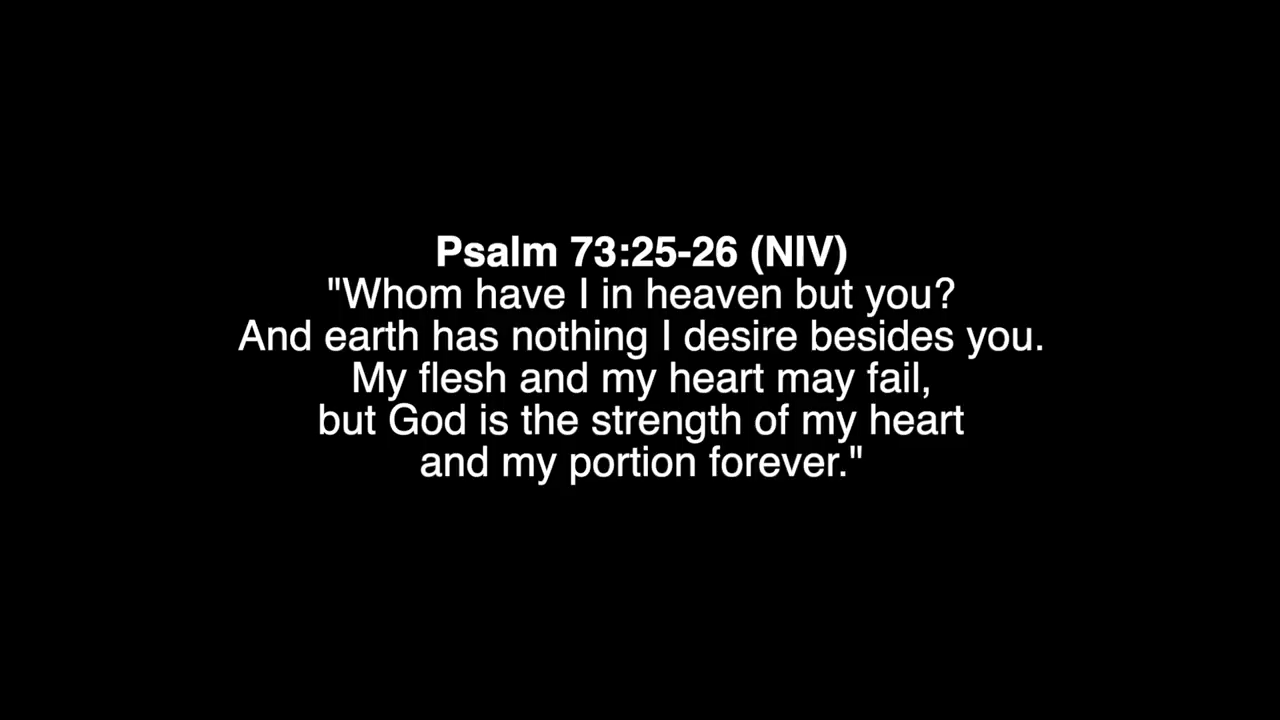 Psalm 73:25-26 (NIV)
"Whom have I in heaven but you?
And earth has nothing I desire besides you.
My flesh and my heart may fail,
but God is the strength of my heart
and my portion forever."